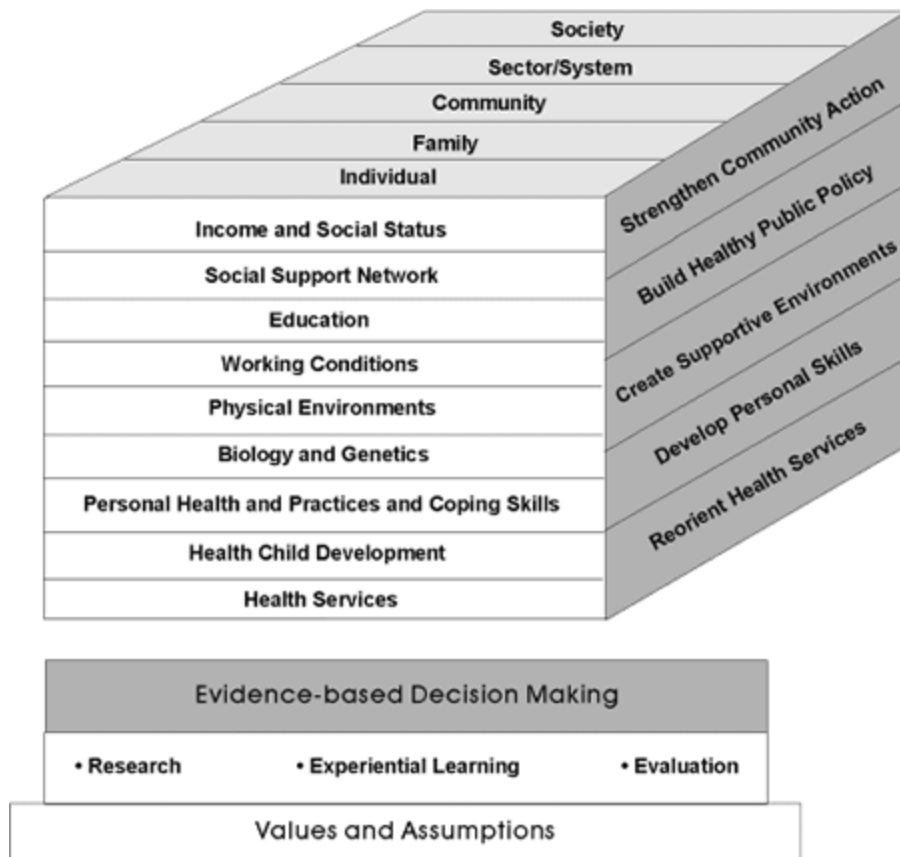 Society
Sector/System
Community
Family
Individual
Income and Social Status
Social Support Network
Education
Working Conditions
Physical Environments
Biology and Genetics
Personal Health and Practices and Coping Skills
Health Child Development
Health Services
Strengthen Community Action
Build Healthy Public Policy
Create Supportive Environments
Develop Personal Skills
Reorient Health Services
Evidence-based Decision Making
• Research • Experiential Learning • Evaluation
Values and Assumptions